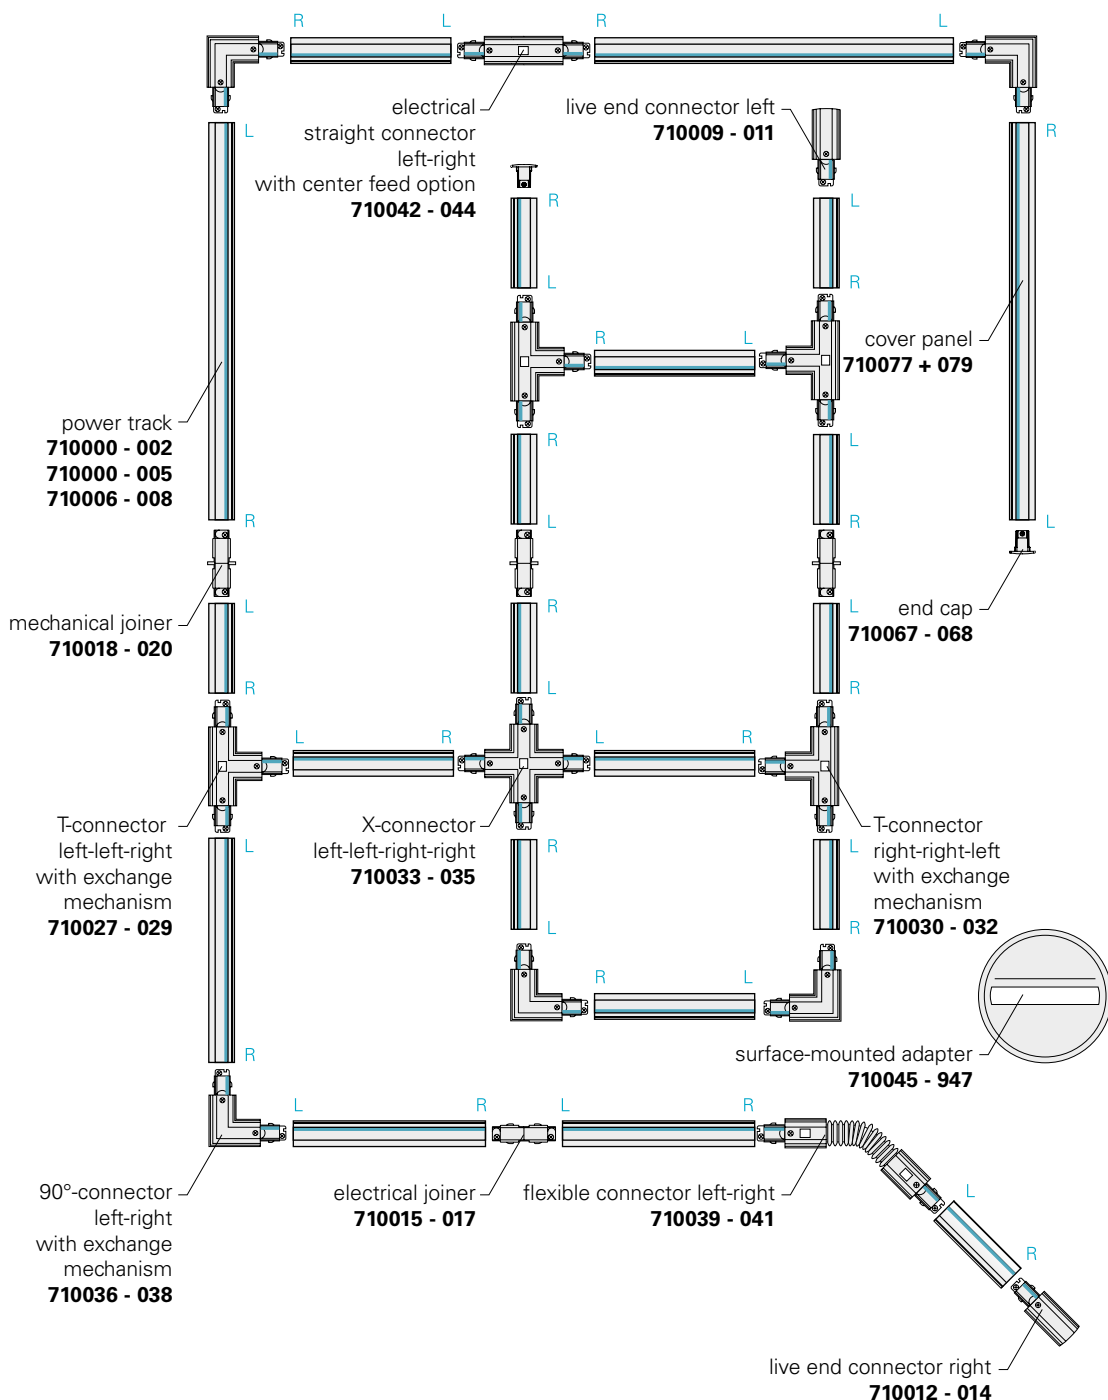 R L R L
electrical
straight connector
left-right
with center feed option
710042 - 044
live end connector left
710009 - 011
L R
R L
L R
R L
cover panel
710077 + 079
power track
710000 - 002
710000 - 005
710006 - 008
R L
L R
R L L
mechanical joiner
710018 - 020
L R
R L
L R
end cap
710067 - 068
L R L R
T-connector
left-left-right
with exchange
mechanism
710027 - 029
X-connector
left-left-right-right
710033 - 035
T-connector
right-right-left
with exchange
mechanism
710030 - 032
L R L
L R
R L
surface-mounted adapter
710045 - 947
R
L R L R
90°-connector
left-right
with exchange
mechanism
710036 - 038
electrical joiner
710015 - 017
flexible connector left-right
710039 - 041
L
R
live end connector right
710012 - 014